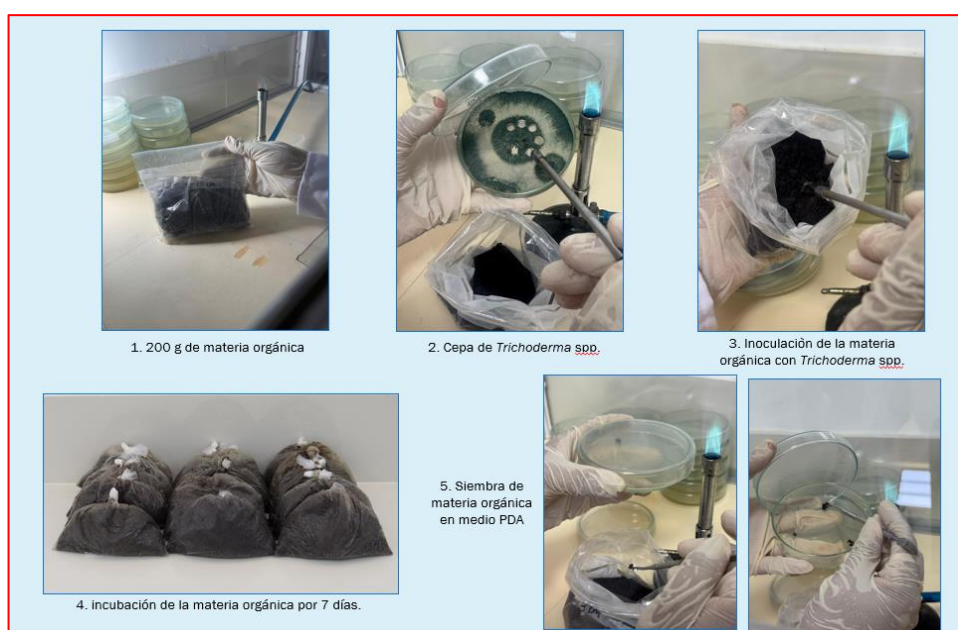 1. 200 g de materia orgánica
2. Cepa de Trichoderma spp.
3. Inoculación de la materia
orgánica con Trichoderma spp.
4. incubación de la materia orgánica por 7 días.
5. Siembra de
materia orgánica
en medio PDA